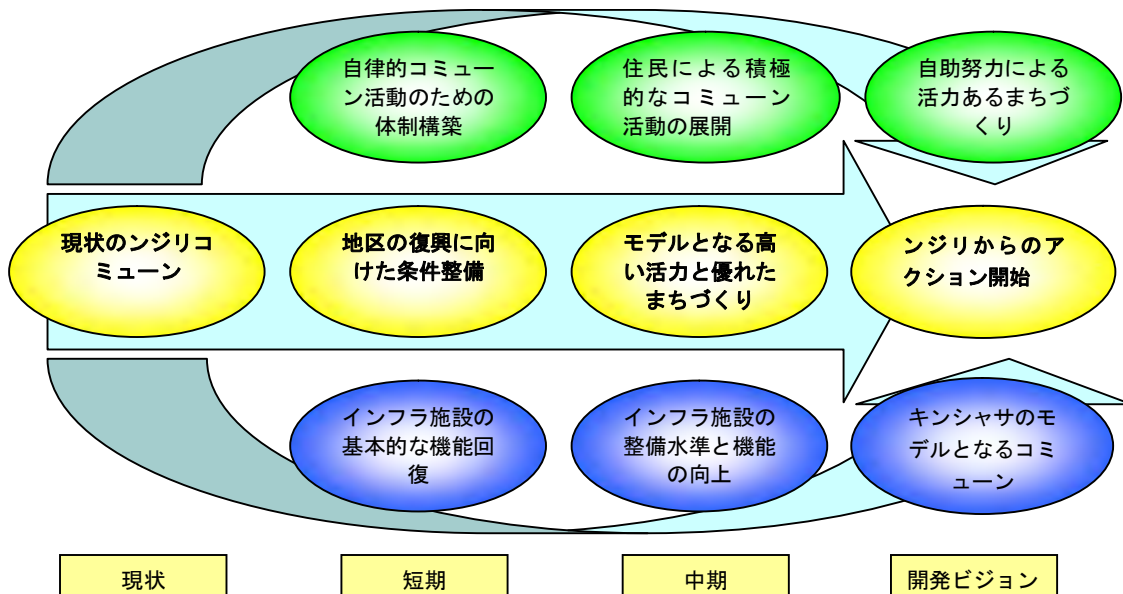 自律的コミュー
ン活動のための
体制構築
住民による積極
的なコミューン
活動の展開
自助努力による
活力あるまちづ
くり
現状のンジリコ
ミューン
地区の復興に向
けた条件整備
モデルとなる高
い活力と優れた
まちづくり
ンジリからのア
クション開始
インフラ施設の
基本的な機能回
復
インフラ施設の
整備水準と機能
の向上
キンシャサのモ
デルとなるコミ
ューン
現状
短期
中期
開発ビジョン